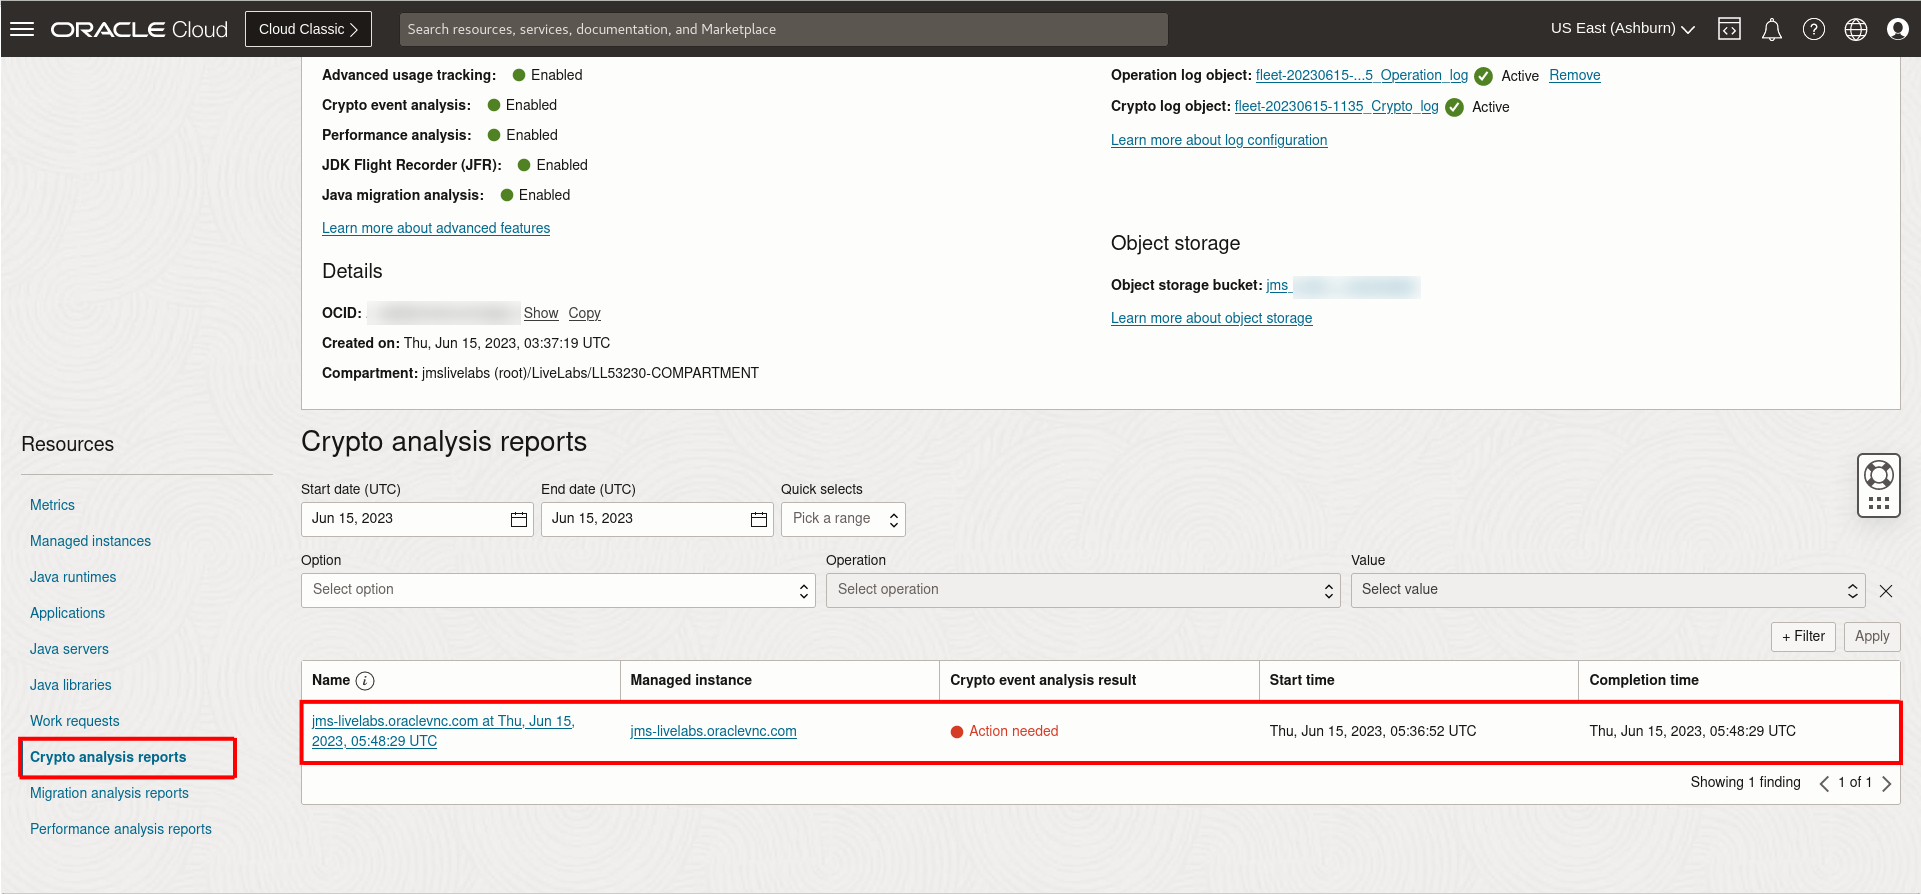 ORACLE Cloud
Cloud Classic
Search resources, services, documentation, and Marketplace
US East (Ashburn)
Advanced usage tracking: Enabled
Crypto event analysis: Enabled
Performance analysis: Enabled
JDK Flight Recorder (JFR): Enabled
Java migration analysis: Enabled
Learn more about advanced features
Operation log object: fleet-20230615-...5_Operation_log Active Remove
Crypto log object: fleet-20230615-1135_Crypto_log Active
Learn more about log configuration
Details
OCID: Show Copy
Created on: Thu, Jun 15, 2023, 03:37:19 UTC
Compartment: jmslivelabs (root)/LiveLabs/LL53230-COMPARTMENT
Object storage
Object storage bucket: jms_
Learn more about object storage
Resources
Metrics
Managed instances
Java runtimes
Applications
Java servers
Java libraries
Work requests
Crypto analysis reports
Migration analysis reports
Performance analysis reports
Crypto analysis reports
Start date (UTC) End date (UTC) Quick selects
Jun 15, 2023 Jun 15, 2023 Pick a range
Option Operation Value
Select option Select operation Select value
+ Filter Apply
Name i Managed instance Crypto event analysis result Start time Completion time
jms-livelabs.oraclevnc.com at Thu, Jun 15,
2023, 05:48:29 UTC
jms-livelabs.oraclevnc.com Action needed Thu, Jun 15, 2023, 05:36:52 UTC Thu, Jun 15, 2023, 05:48:29 UTC
Showing 1 finding 1 of 1